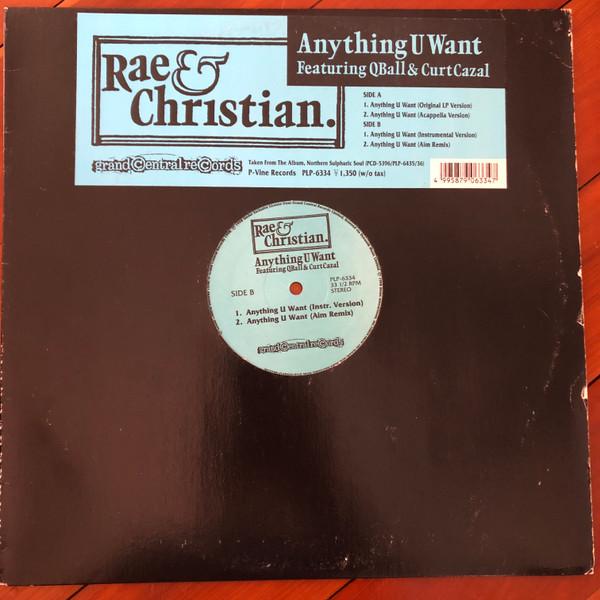 Rae &
Christian.
Anything U Want
Featuring QBall & Curt Cazal
SIDE A
1. Anything U Want (Original LP Version)
2. Anything U Want (Acappella Version)
SIDE B
1. Anything U Want (Instrumental Version)
2. Anything U Want (Aim Remix)
grand Central reCords
Taken From The Album, Northern Sulphuric Soul (PCD-5396/PLP-6435/36)
P-Vine Records PLP-6334 ¥1,350 (w/o tax)
4 995879 063347
Rae &
Christian.
Anything U Want
Featuring QBall & Curt Cazal
SIDE B
PLP-6334
33 1/2 RPM
STEREO
1. Anything U Want (Instr. Version)
2. Anything U Want (Aim Remix)
grand Central reCords